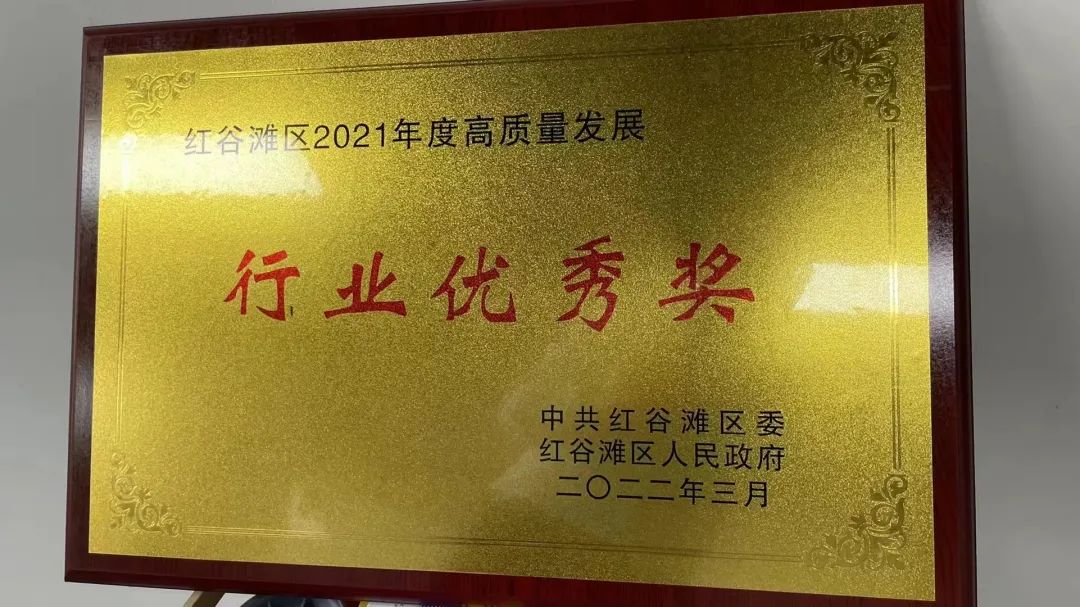 红谷滩区2021年度高质量发展
行业优秀奖
中共红谷滩区委
红谷滩区人民政府
二〇二二年三月